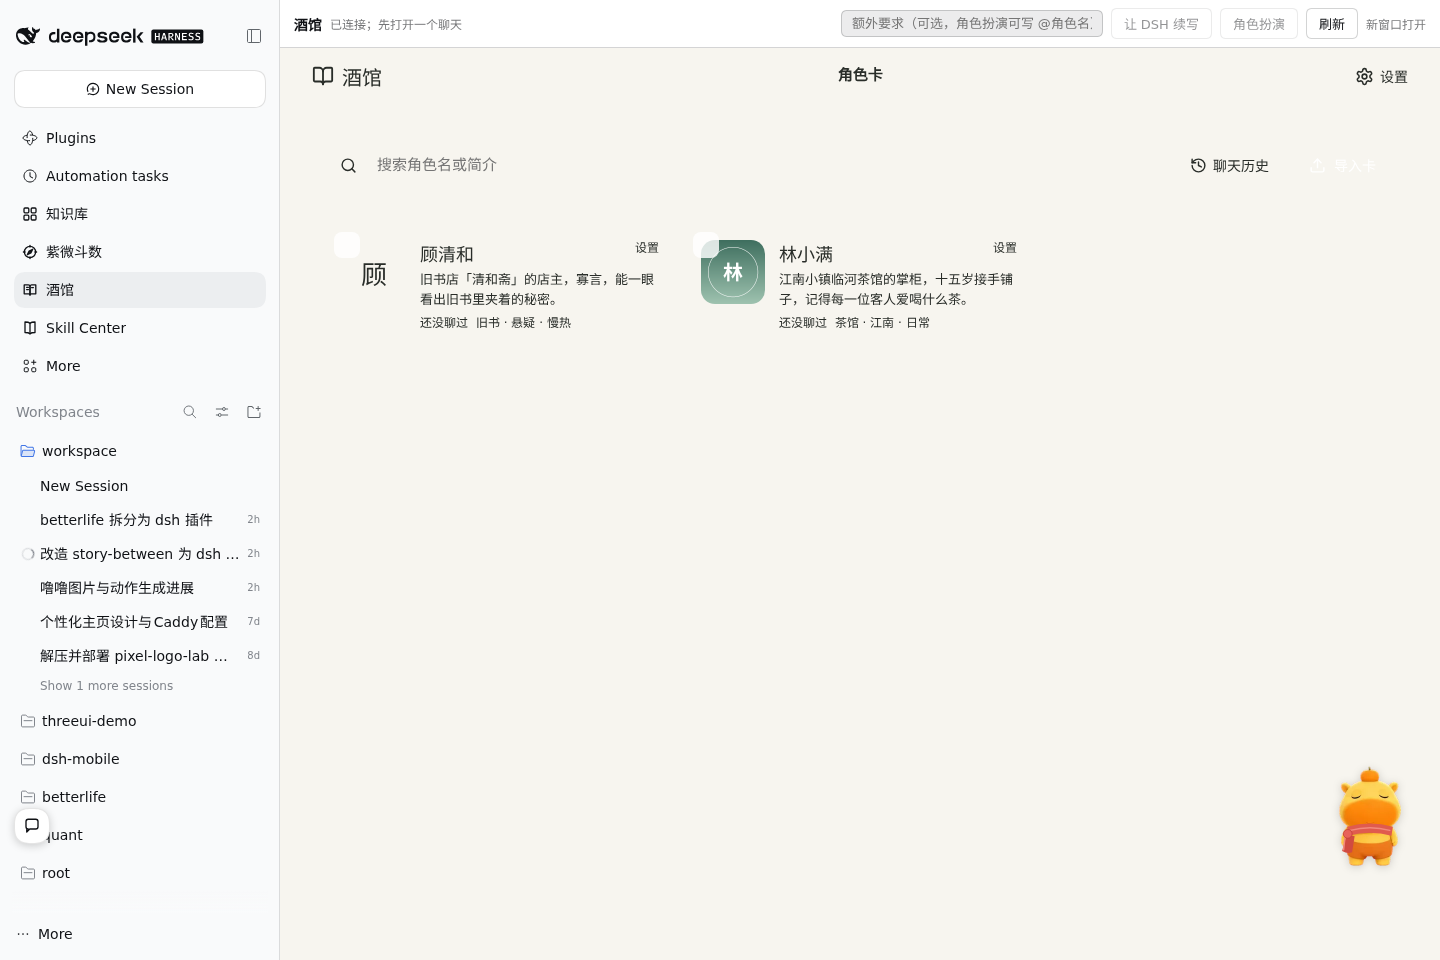 deepseek HARNESS
New Session
Plugins
Automation tasks
知识库
紫微斗数
酒馆
Skill Center
More
Workspaces
workspace
New Session
betterlife 拆分为 dsh 插件 2h
改造 story-between 为 dsh ... 2h
噜噜图片与动作生成进展 2h
个性化主页设计与Caddy配置 7d
解压并部署 pixel-logo-lab ... 8d
Show 1 more sessions
threeui-demo
dsh-mobile
betterlife
quant
root
More
酒馆 已连接；先打开一个聊天
额外要求（可选，角色扮演可写 @角色名）
让 DSH 续写
角色扮演
刷新
新窗口打开
酒馆
角色卡
设置
搜索角色名或简介
聊天历史
导入卡
顾
顾清和
设置
旧书店「清和斋」的店主，寡言，能一眼
看出旧书里夹着的秘密。
还没聊过 旧书 · 悬疑 · 慢热
林
林小满
设置
江南小镇临河茶馆的掌柜，十五岁接手铺
子，记得每一位客人爱喝什么茶。
还没聊过 茶馆 · 江南 · 日常